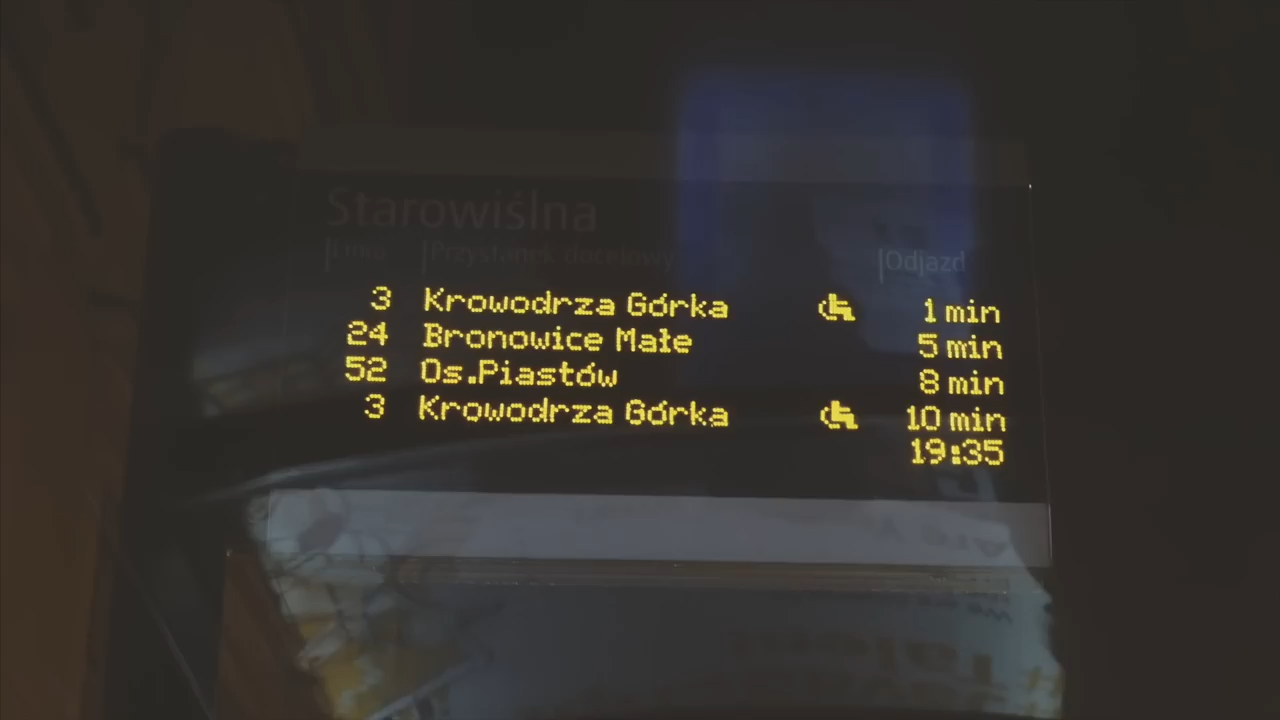 Starowiślna
Linia Przystanek docelowy Odjazd
3 Krowodrza Górka 1 min
24 Bronowice Małe 5 min
52 Os.Piastów 8 min
3 Krowodrza Górka 10 min
19:35